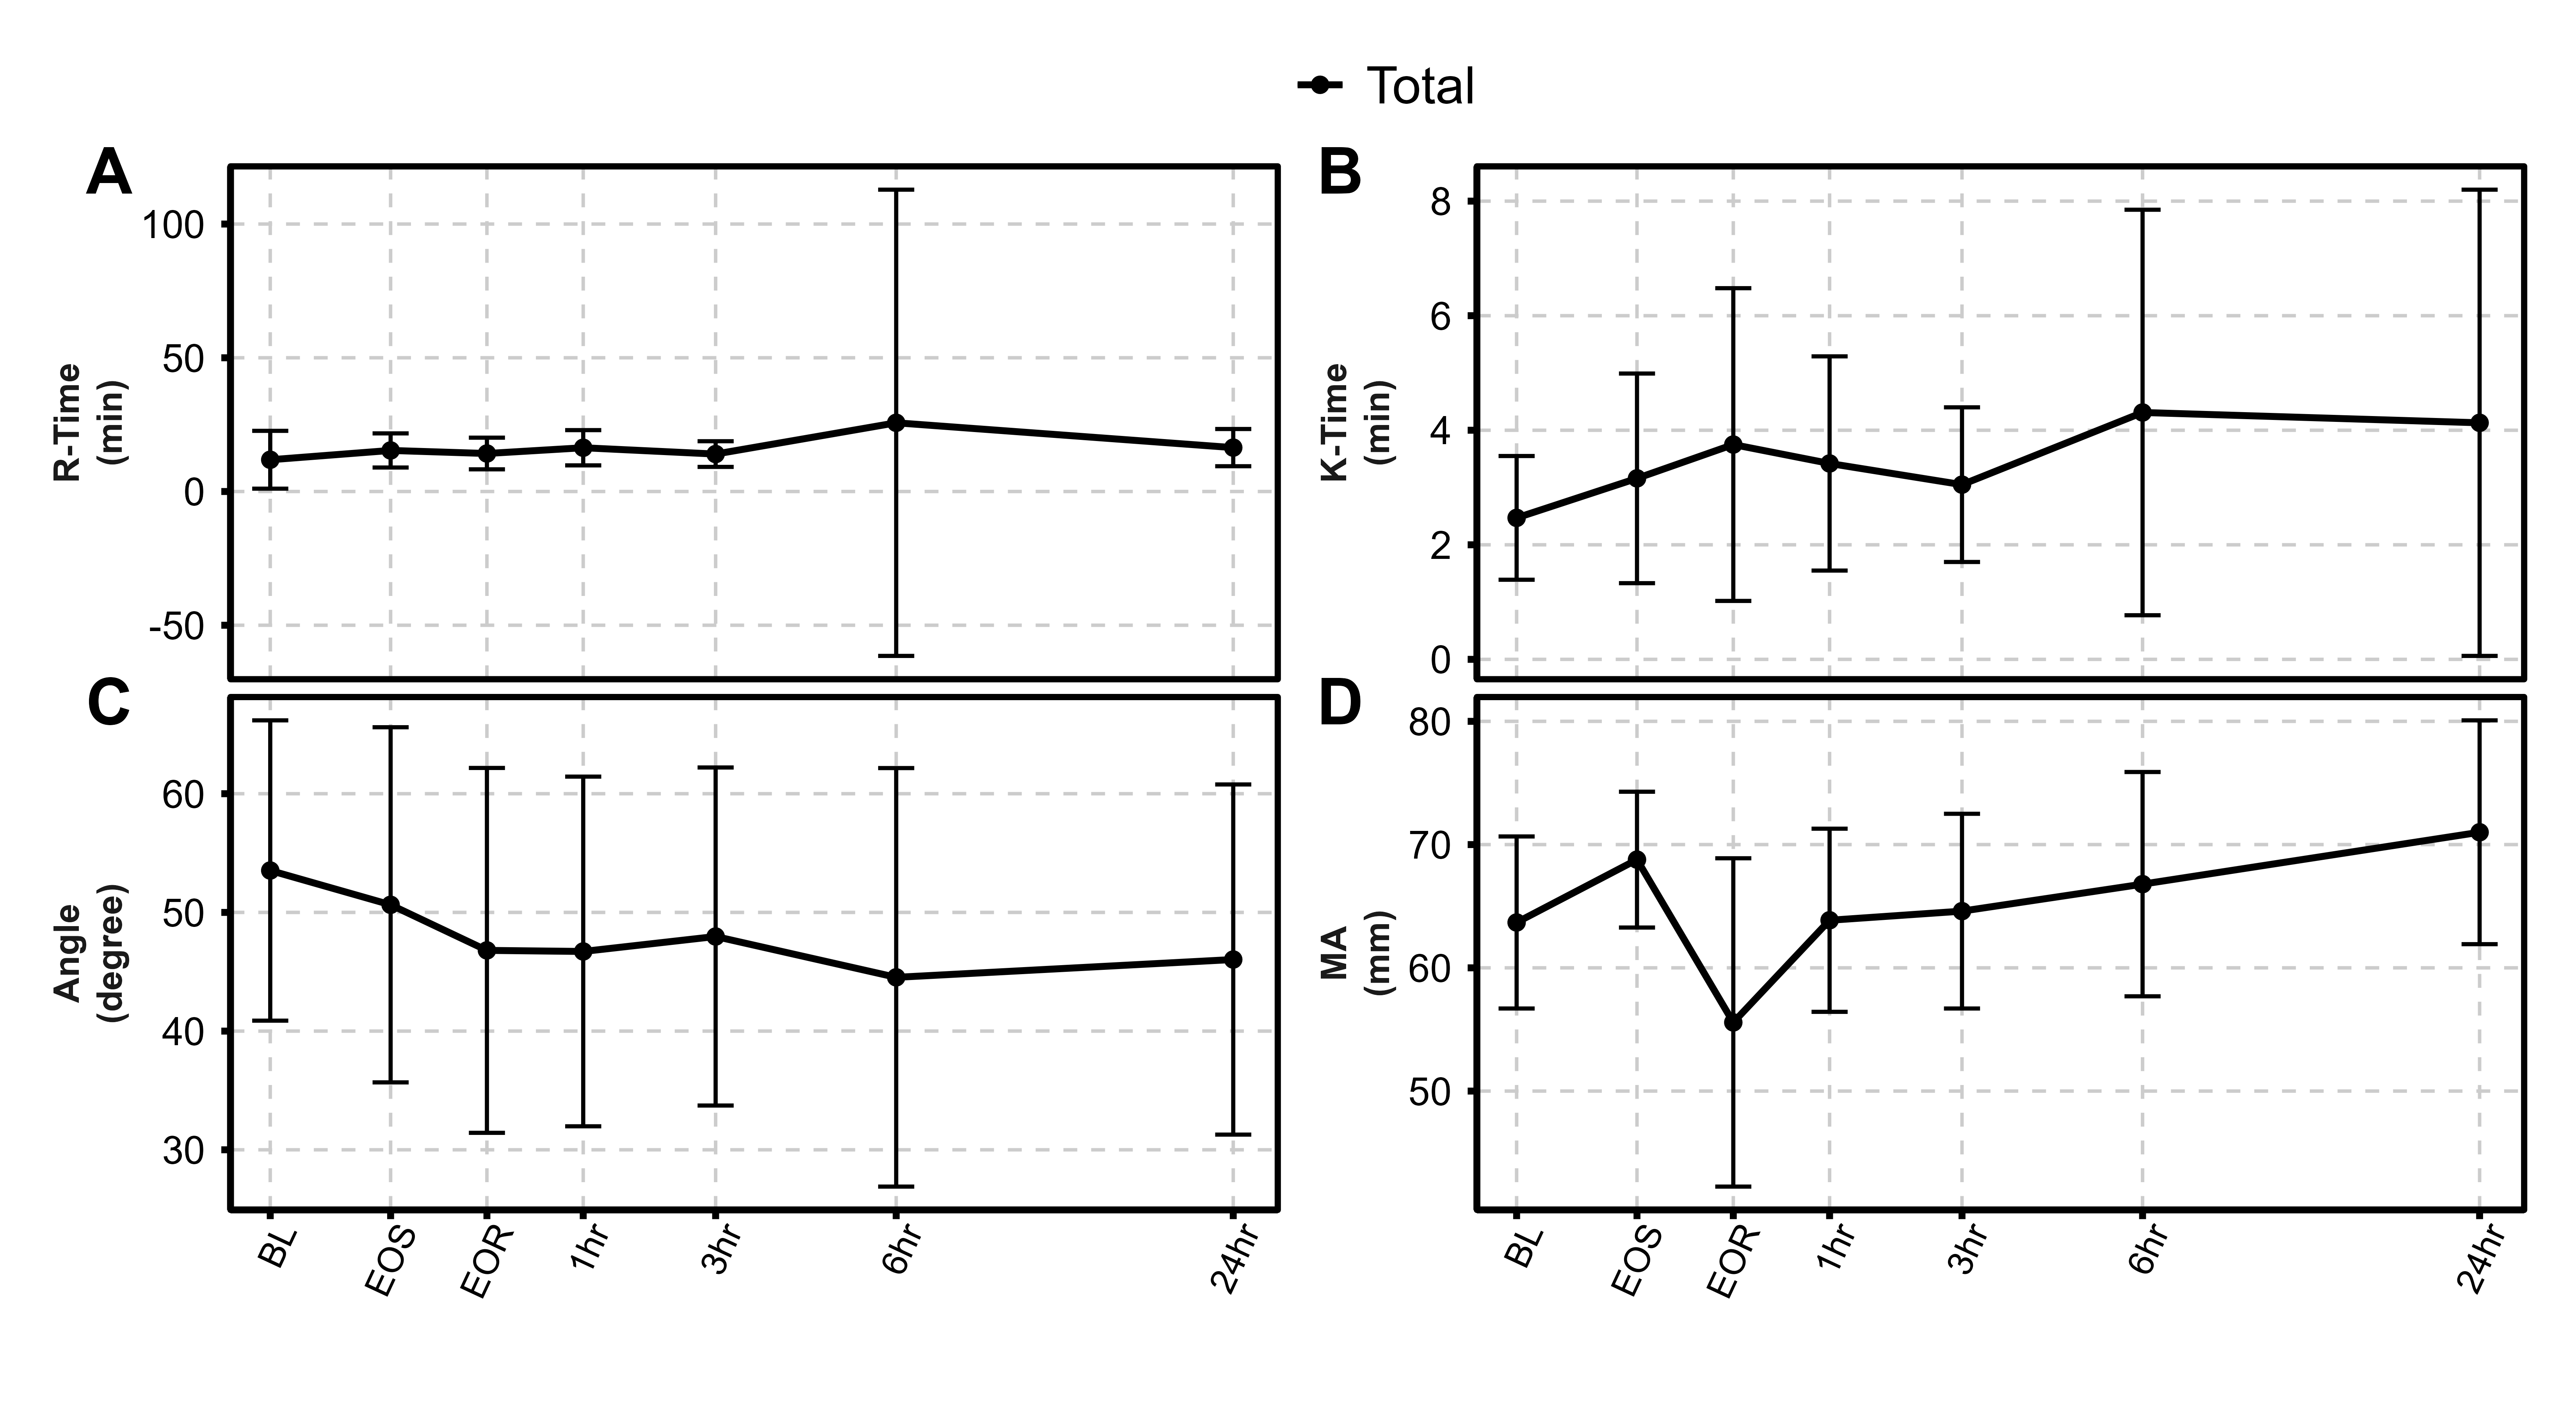 Total
A
100
50
0
-50
R-Time
(min)
B
8
6
4
2
0
K-Time
(min)
C
60
50
40
30
Angle
(degree)
BL
EOS
EOR
1hr
3hr
6hr
24hr
D
80
70
60
50
MA
(mm)
BL
EOS
EOR
1hr
3hr
6hr
24hr